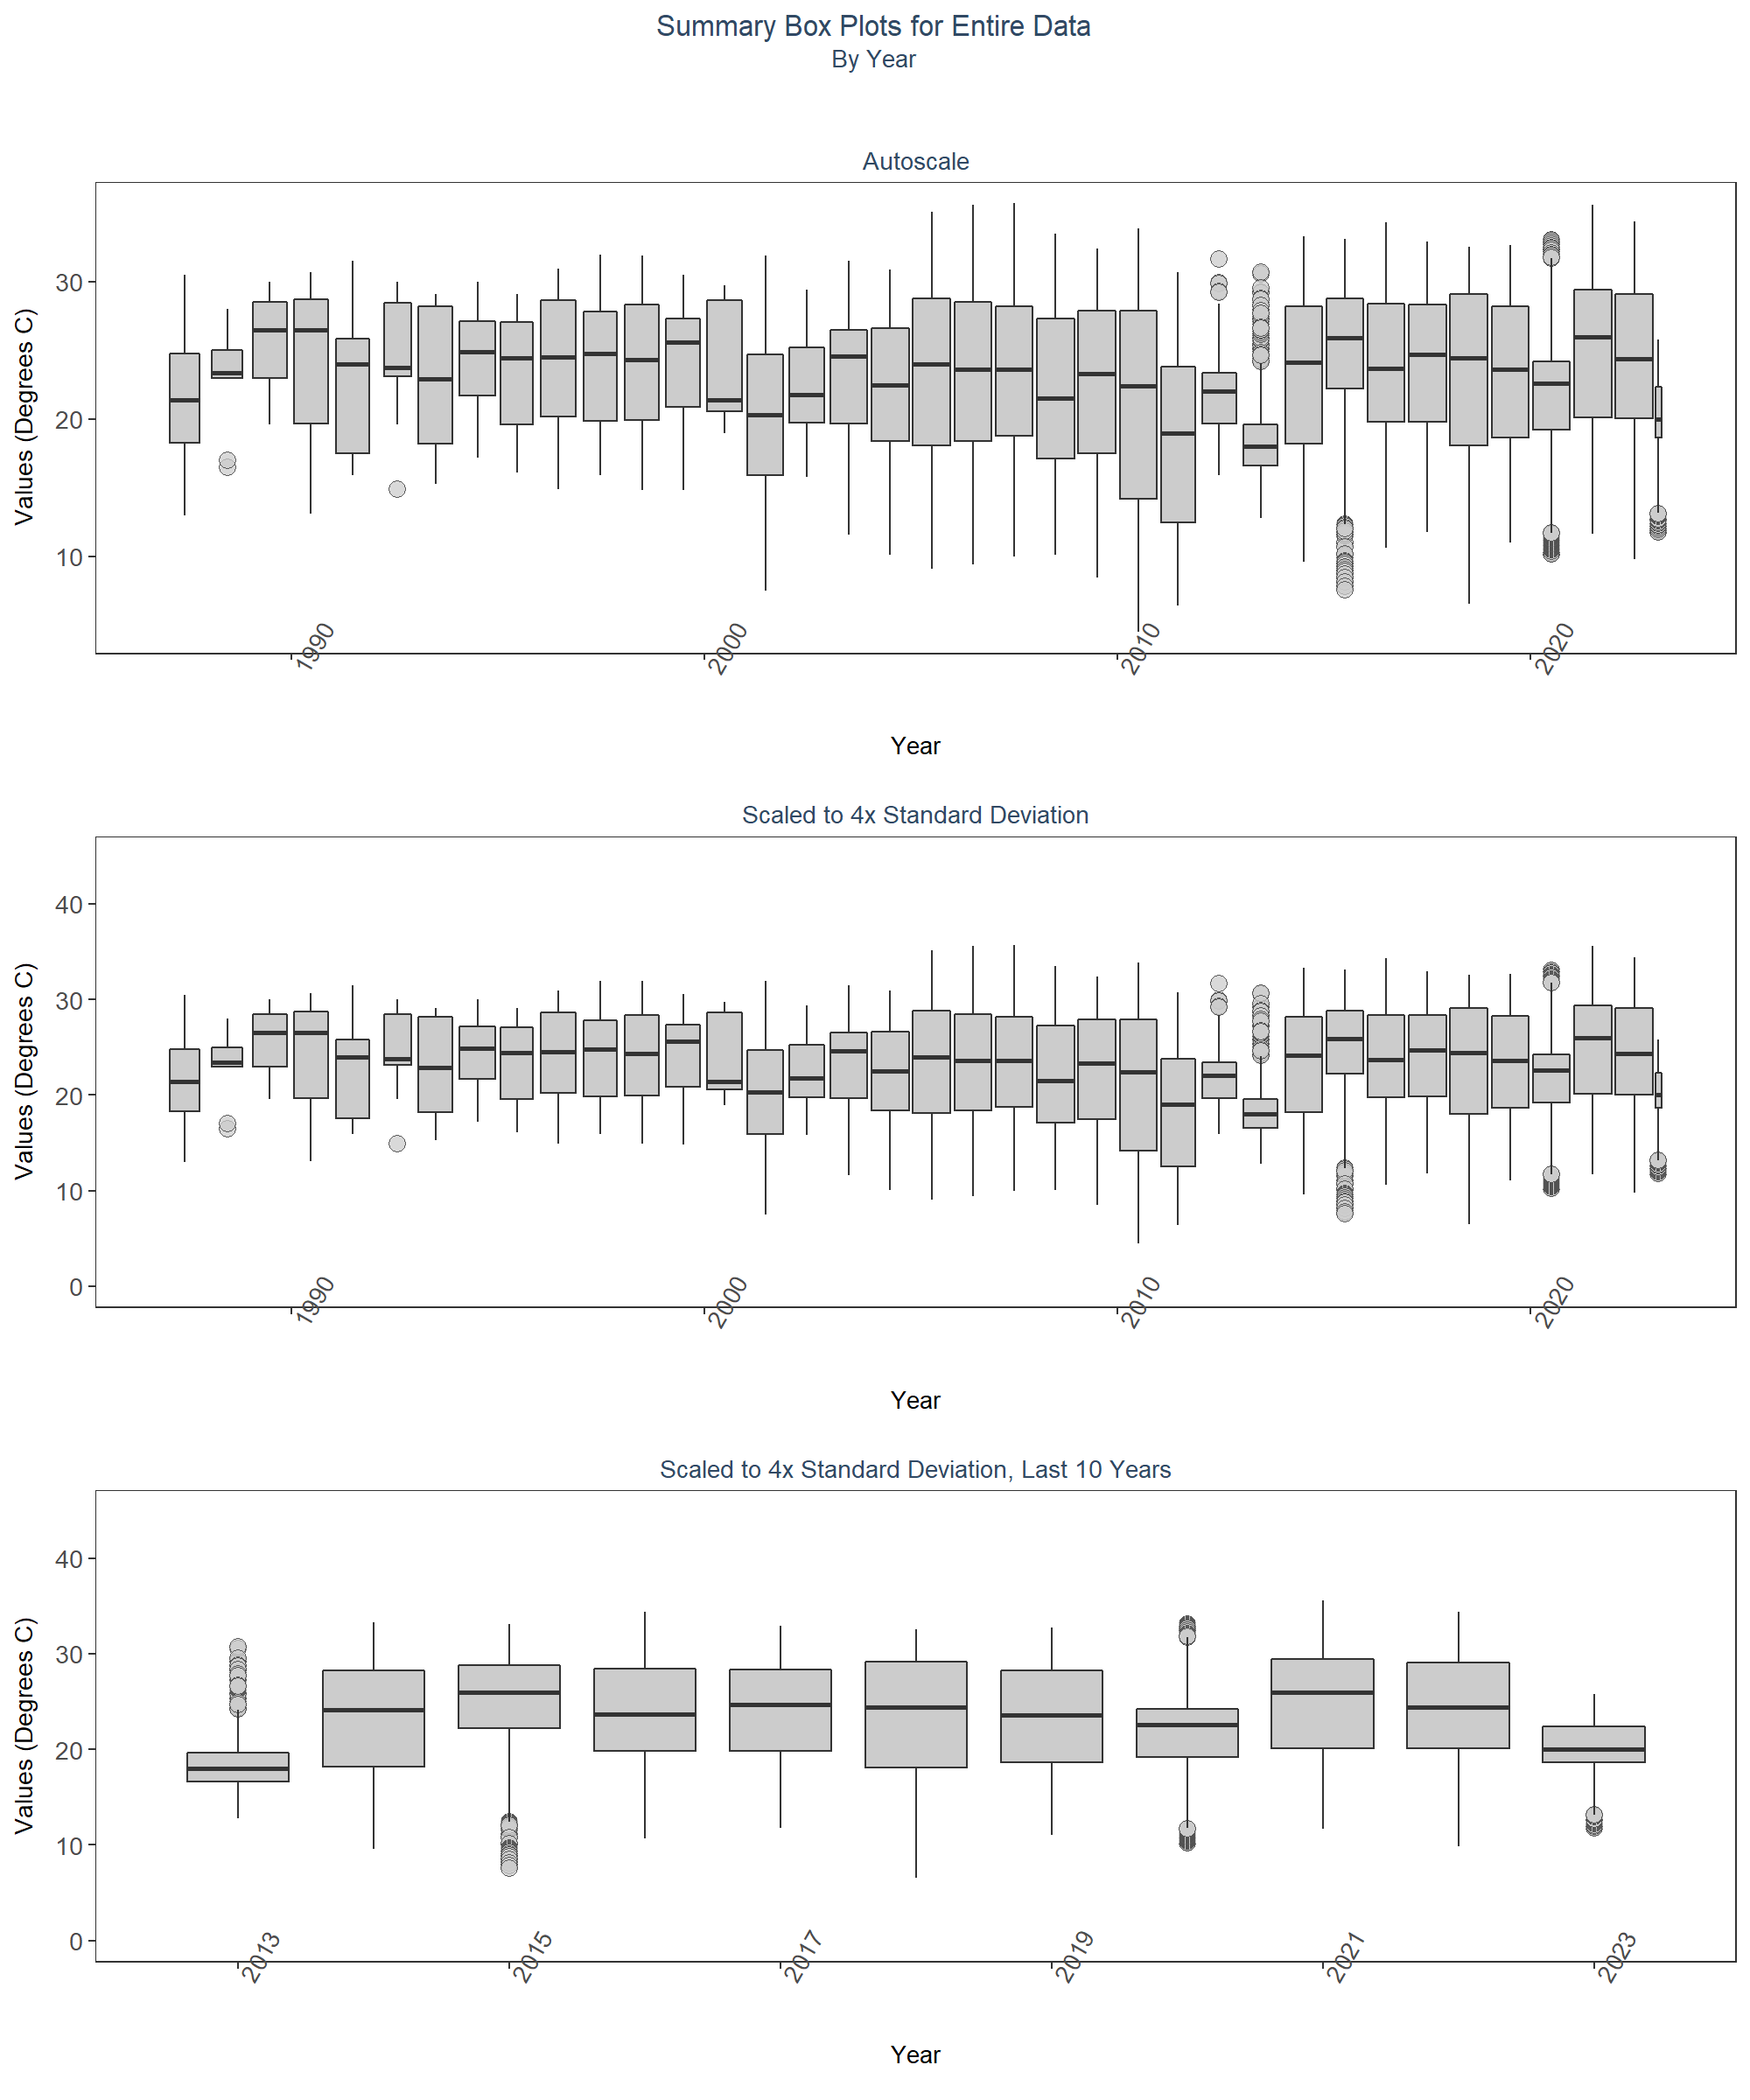 Summary Box Plots for Entire Data
By Year
Autoscale
Values (Degrees C)
30
20
10
1990
2000
2010
2020
Year
Scaled to 4x Standard Deviation
Values (Degrees C)
40
30
20
10
0
1990
2000
2010
2020
Year
Scaled to 4x Standard Deviation, Last 10 Years
Values (Degrees C)
40
30
20
10
0
2013
2015
2017
2019
2021
2023
Year